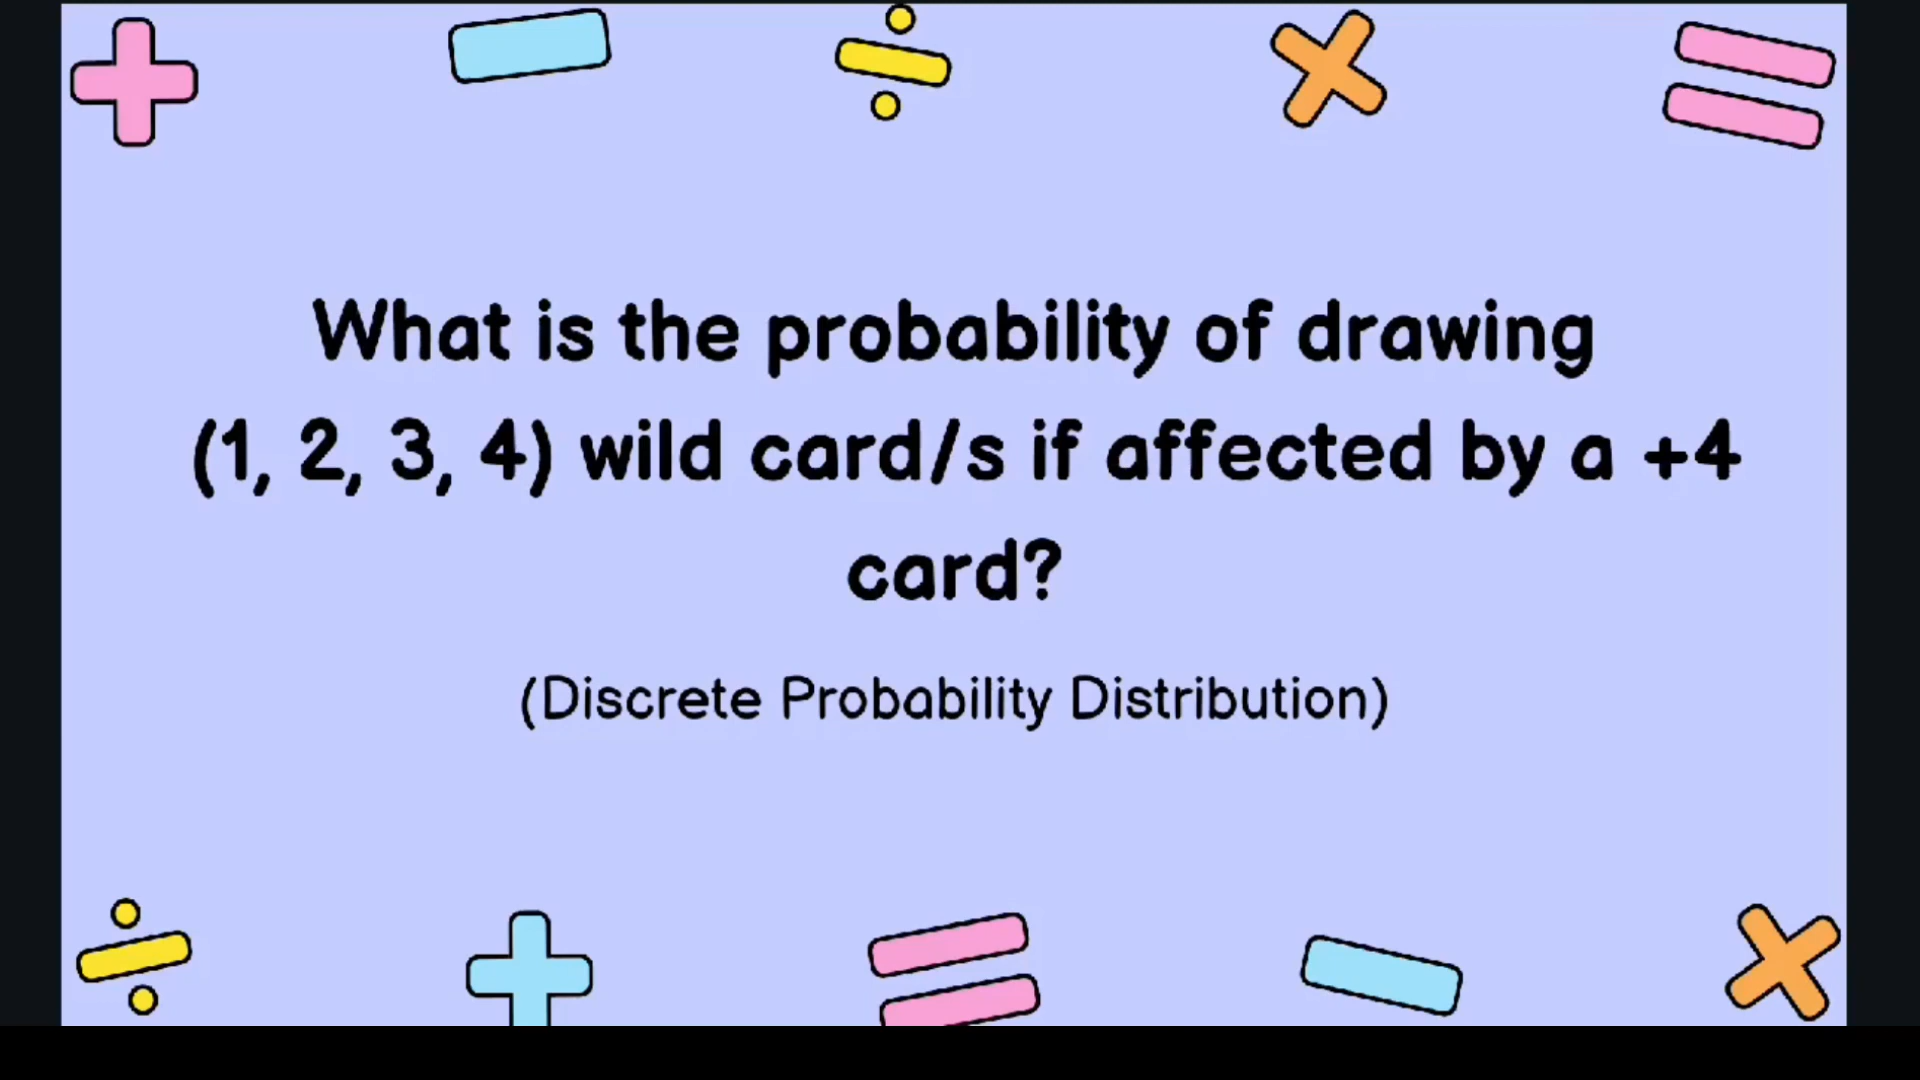 What is the probability of drawing
(1, 2, 3, 4) wild card/s if affected by a +4
card?
(Discrete Probability Distribution)